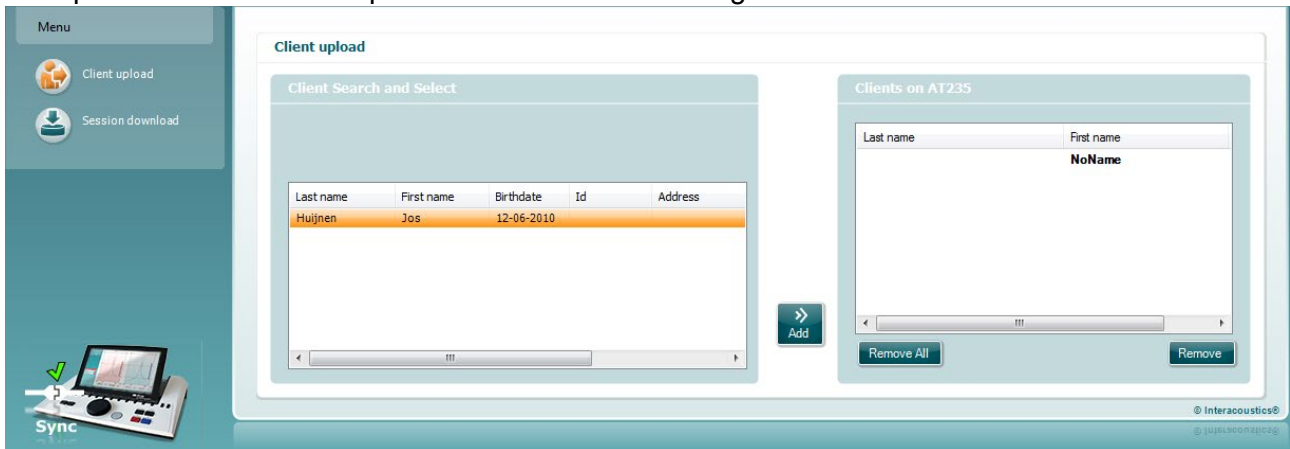 Menu
Client upload
Session download
Sync
Client upload
Client Search and Select
Last name First name Birthdate Id Address
Huijnen Jos 12-06-2010
Add
Clients on AT235
Last name First name
NoName
Remove All Remove
© Interacoustics®